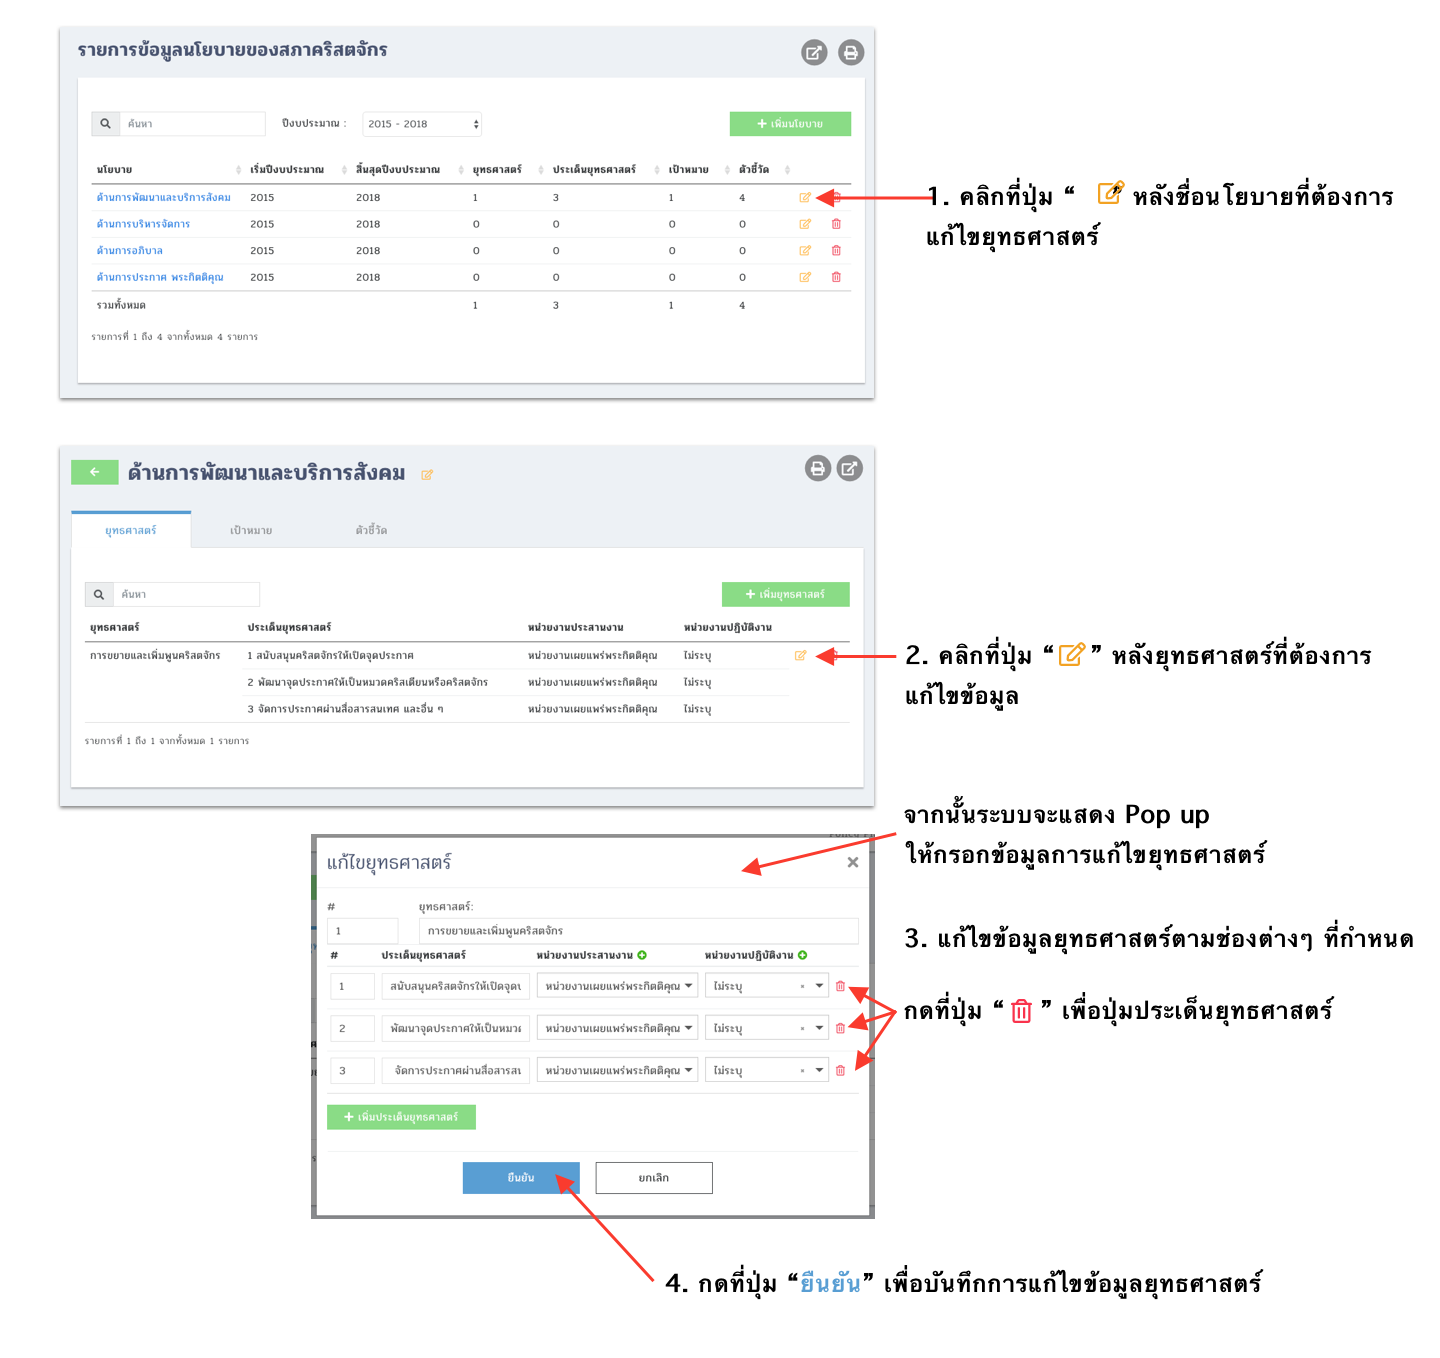 รายการข้อมูลนโยบายของสภาคริสตจักร
ค้นหา ปีงบประมาณ : 2015 - 2018 + เพิ่มนโยบาย
นโยบาย เริ่มปีงบประมาณ สิ้นสุดปีงบประมาณ ยุทธศาสตร์ ประเด็นยุทธศาสตร์ เป้าหมาย ตัวชี้วัด
ด้านการพัฒนาและบริการสังคม 2015 2018 1 3 1 4
ด้านการบริหารจัดการ 2015 2018 0 0 0 0
ด้านการอภิบาล 2015 2018 0 0 0 0
ด้านการประกาศ พระกิตติคุณ 2015 2018 0 0 0 0
รวมทั้งหมด 1 3 1 4
รายการที่ 1 ถึง 4 จากทั้งหมด 4 รายการ
1. คลิกที่ปุ่ม “ ” หลังชื่อนโยบายที่ต้องการ
แก้ไขยุทธศาสตร์
ด้านการพัฒนาและบริการสังคม
ยุทธศาสตร์ เป้าหมาย ตัวชี้วัด
ค้นหา + เพิ่มยุทธศาสตร์
ยุทธศาสตร์ ประเด็นยุทธศาสตร์ หน่วยงานประสานงาน หน่วยงานปฏิบัติงาน
การขยายและเพิ่มพูนคริสตจักร 1 สนับสนุนคริสตจักรให้เปิดจุดประกาศ หน่วยงานเผยแพร่พระกิตติคุณ ไม่ระบุ
2 พัฒนาจุดประกาศให้เป็นหมวดคริสเตียนหรือคริสตจักร หน่วยงานเผยแพร่พระกิตติคุณ ไม่ระบุ
3 จัดการประกาศผ่านสื่อสารสนเทศ และอื่น ๆ หน่วยงานเผยแพร่พระกิตติคุณ ไม่ระบุ
รายการที่ 1 ถึง 1 จากทั้งหมด 1 รายการ
2. คลิกที่ปุ่ม “ ” หลังยุทธศาสตร์ที่ต้องการ
แก้ไขข้อมูล
จากนั้นระบบจะแสดง Pop up
ให้กรอกข้อมูลการแก้ไขยุทธศาสตร์
แก้ไขยุทธศาสตร์ ×
# ยุทธศาสตร์:
1 การขยายและเพิ่มพูนคริสตจักร
# ประเด็นยุทธศาสตร์ หน่วยงานประสานงาน หน่วยงานปฏิบัติงาน
1 สนับสนุนคริสตจักรให้เปิดจุดป หน่วยงานเผยแพร่พระกิตติคุณ ไม่ระบุ ×
2 พัฒนาจุดประกาศให้เป็นหมวด หน่วยงานเผยแพร่พระกิตติคุณ ไม่ระบุ ×
3 จัดการประกาศผ่านสื่อสารสน หน่วยงานเผยแพร่พระกิตติคุณ ไม่ระบุ ×
+ เพิ่มประเด็นยุทธศาสตร์
ยืนยัน ยกเลิก
3. แก้ไขข้อมูลยุทธศาสตร์ตามช่องต่างๆ ที่กำหนด
กดที่ปุ่ม “ ” เพื่อปุ่มประเด็นยุทธศาสตร์
4. กดที่ปุ่ม “ยืนยัน” เพื่อบันทึกการแก้ไขข้อมูลยุทธศาสตร์